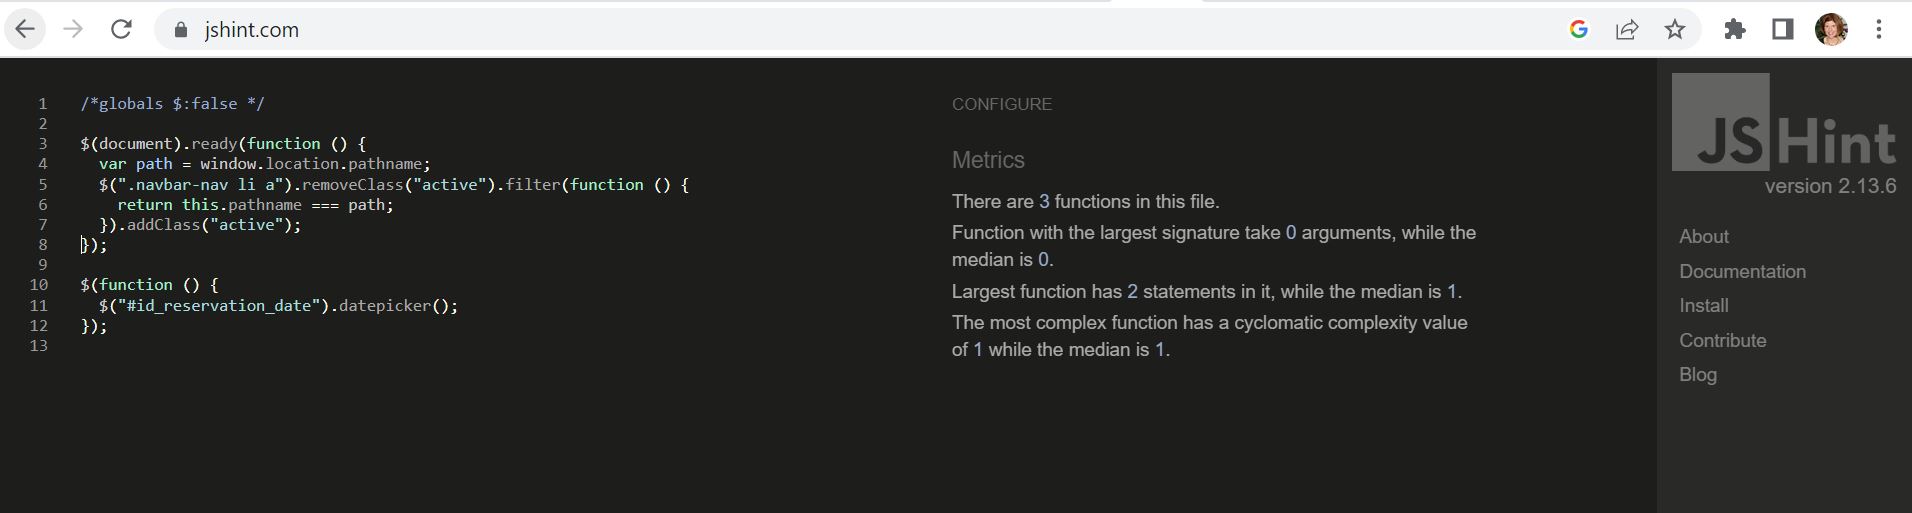 jshint.com
1 /*globals $:false */
2
3 $(document).ready(function () {
4   var path = window.location.pathname;
5   $(".navbar-nav li a").removeClass("active").filter(function () {
6     return this.pathname === path;
7   }).addClass("active");
8 });
9
10 $(function () {
11   $("#id_reservation_date").datepicker();
12 });
13
CONFIGURE
Metrics
There are 3 functions in this file.
Function with the largest signature take 0 arguments, while the
median is 0.
Largest function has 2 statements in it, while the median is 1.
The most complex function has a cyclomatic complexity value
of 1 while the median is 1.
JSHint
version 2.13.6
About
Documentation
Install
Contribute
Blog